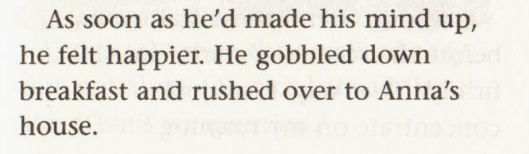 As soon as he'd made his mind up,
he felt happier. He gobbled down
breakfast and rushed over to Anna's
house.